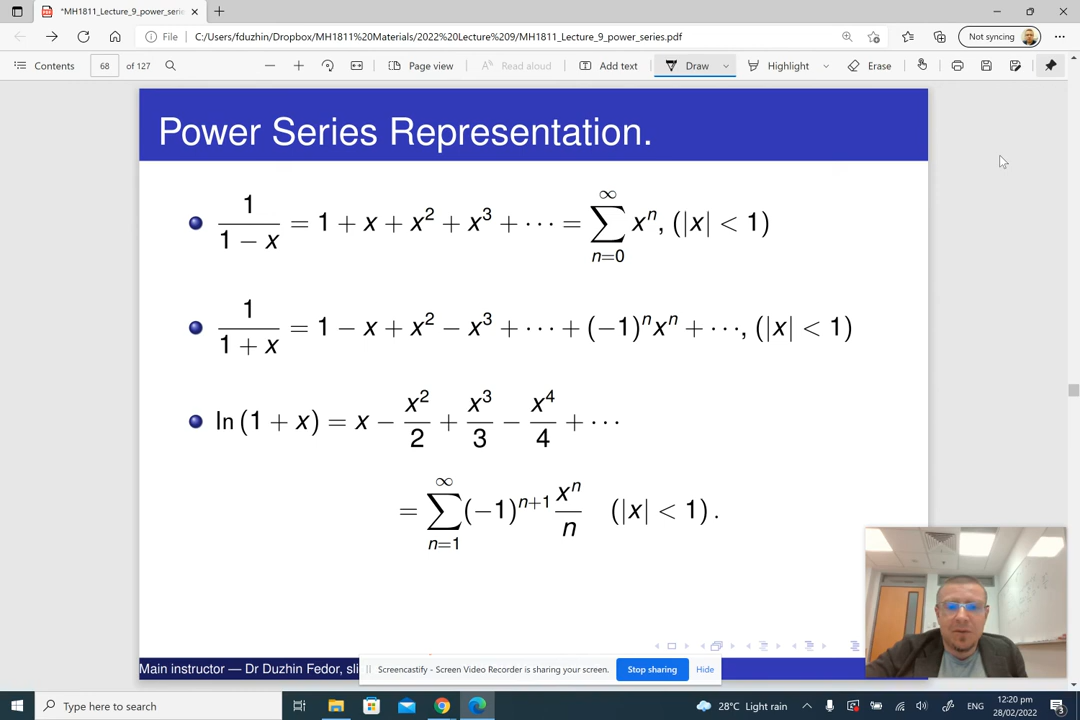 *MH1811_Lecture_9_power_serie
File C:/Users/fduzhin/Dropbox/MH1811%20Materials/2022%20Lecture%209/MH1811_Lecture_9_power_series.pdf Not syncing
Contents 68 of 127 Page view Read aloud Add text Draw Highlight Erase
Power Series Representation.
1/(1 − x) = 1 + x + x² + x³ + ⋯ = ∑_{n=0}^{∞} xⁿ, (|x| < 1)
1/(1 + x) = 1 − x + x² − x³ + ⋯ + (−1)ⁿxⁿ + ⋯, (|x| < 1)
ln (1 + x) = x − x²/2 + x³/3 − x⁴/4 + ⋯
= ∑_{n=1}^{∞} (−1)ⁿ⁺¹ xⁿ/n (|x| < 1).
Main instructor — Dr Duzhin Fedor,
Screencastify - Screen Video Recorder is sharing your screen. Stop sharing Hide
Type here to search 28°C Light rain ENG 12:20 pm
28/02/2022 3